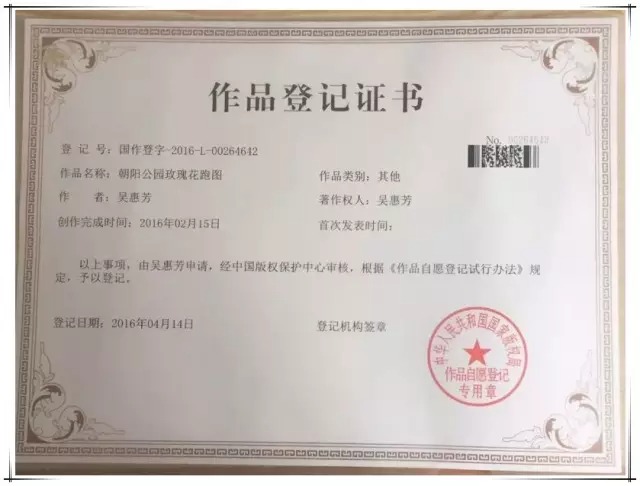 作品登记证书
No. 00264642
登 记 号：国作登字-2016-L-00264642
作品名称：朝阳公园玫瑰花跑图 作品类别：其他
作 者：吴惠芳 著作权人：吴惠芳
创作完成时间：2016年02月15日 首次发表时间：
以上事项，由吴惠芳申请，经中国版权保护中心审核，根据《作品自愿登记试行办法》规
定，予以登记。
登记日期：2016年04月14日 登记机构签章
中华人民共和国国家版权局
作品自愿登记
专用章